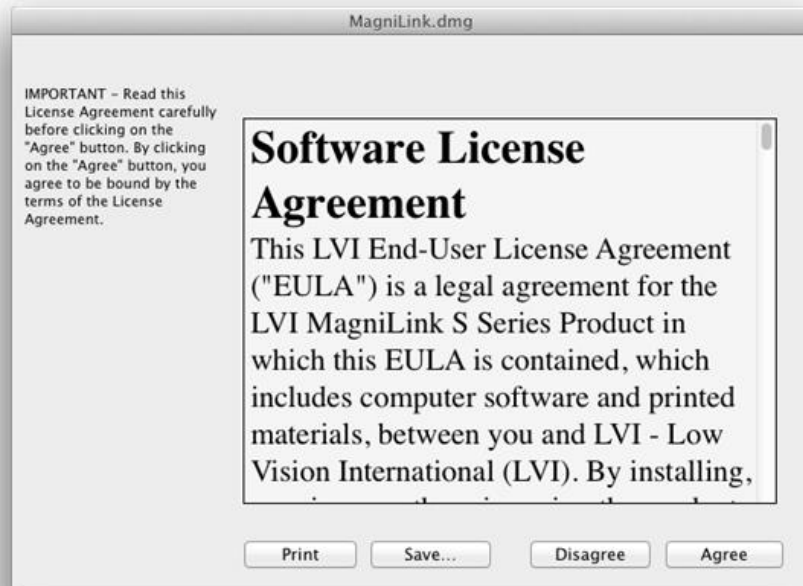 MagniLink.dmg
IMPORTANT – Read this
License Agreement carefully
before clicking on the
"Agree" button. By clicking
on the "Agree" button, you
agree to be bound by the
terms of the License
Agreement.
Software License
Agreement
This LVI End-User License Agreement
("EULA") is a legal agreement for the
LVI MagniLink S Series Product in
which this EULA is contained, which
includes computer software and printed
materials, between you and LVI - Low
Vision International (LVI). By installing,
Print
Save...
Disagree
Agree